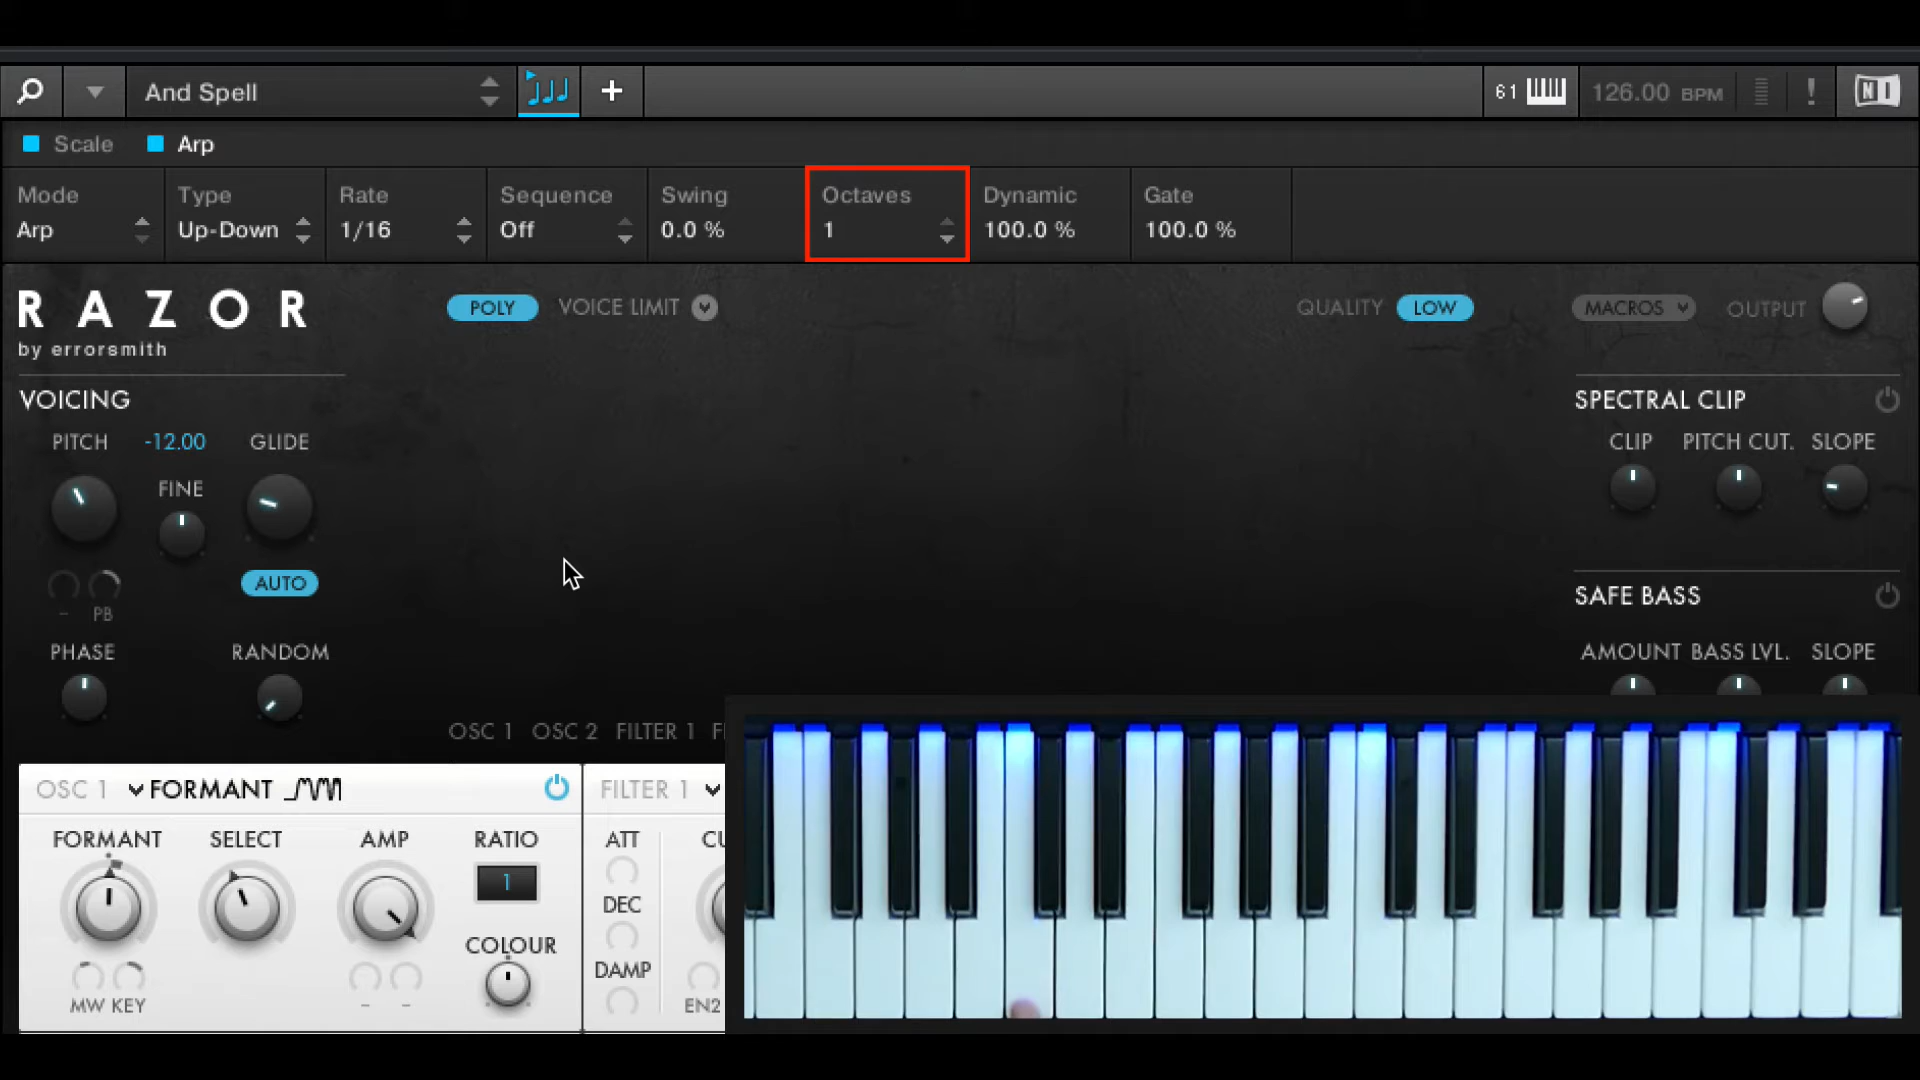 And Spell
61
126.00 BPM
!
NI
Scale Arp
Mode Type Rate Sequence Swing Octaves Dynamic Gate
Arp Up-Down 1/16 Off 0.0 % 1 100.0 % 100.0 %
RAZOR
by errorsmith
POLY VOICE LIMIT
QUALITY LOW
MACROS OUTPUT
VOICING
PITCH -12.00 GLIDE
FINE
AUTO
- PB
PHASE RANDOM
SPECTRAL CLIP
CLIP PITCH CUT. SLOPE
SAFE BASS
AMOUNT BASS LVL. SLOPE
OSC 1 OSC 2 FILTER 1 F
OSC 1 FORMANT
FORMANT SELECT AMP RATIO
1
COLOUR
MW KEY - -
FILTER 1
ATT CU
DEC
DAMP
EN2